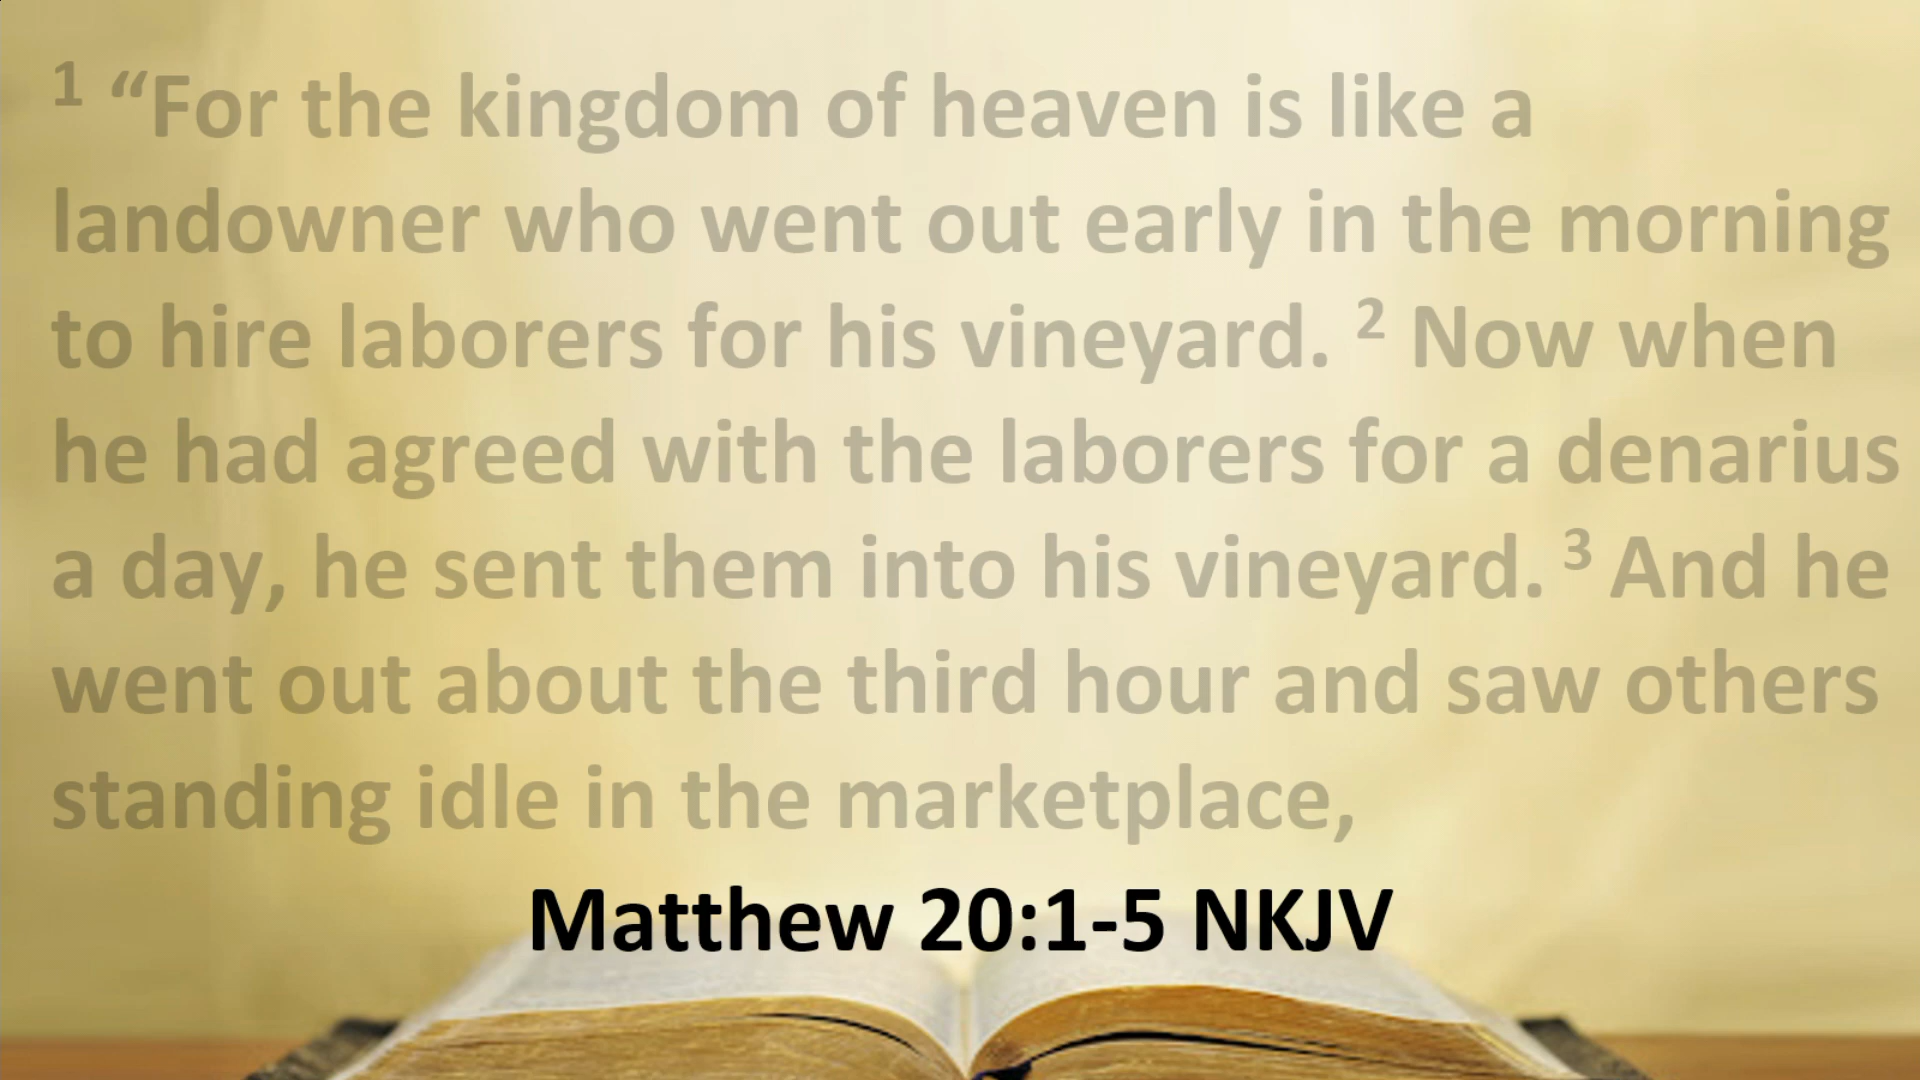 1 “For the kingdom of heaven is like a
landowner who went out early in the morning
to hire laborers for his vineyard. 2 Now when
he had agreed with the laborers for a denarius
a day, he sent them into his vineyard. 3 And he
went out about the third hour and saw others
standing idle in the marketplace,
Matthew 20:1-5 NKJV